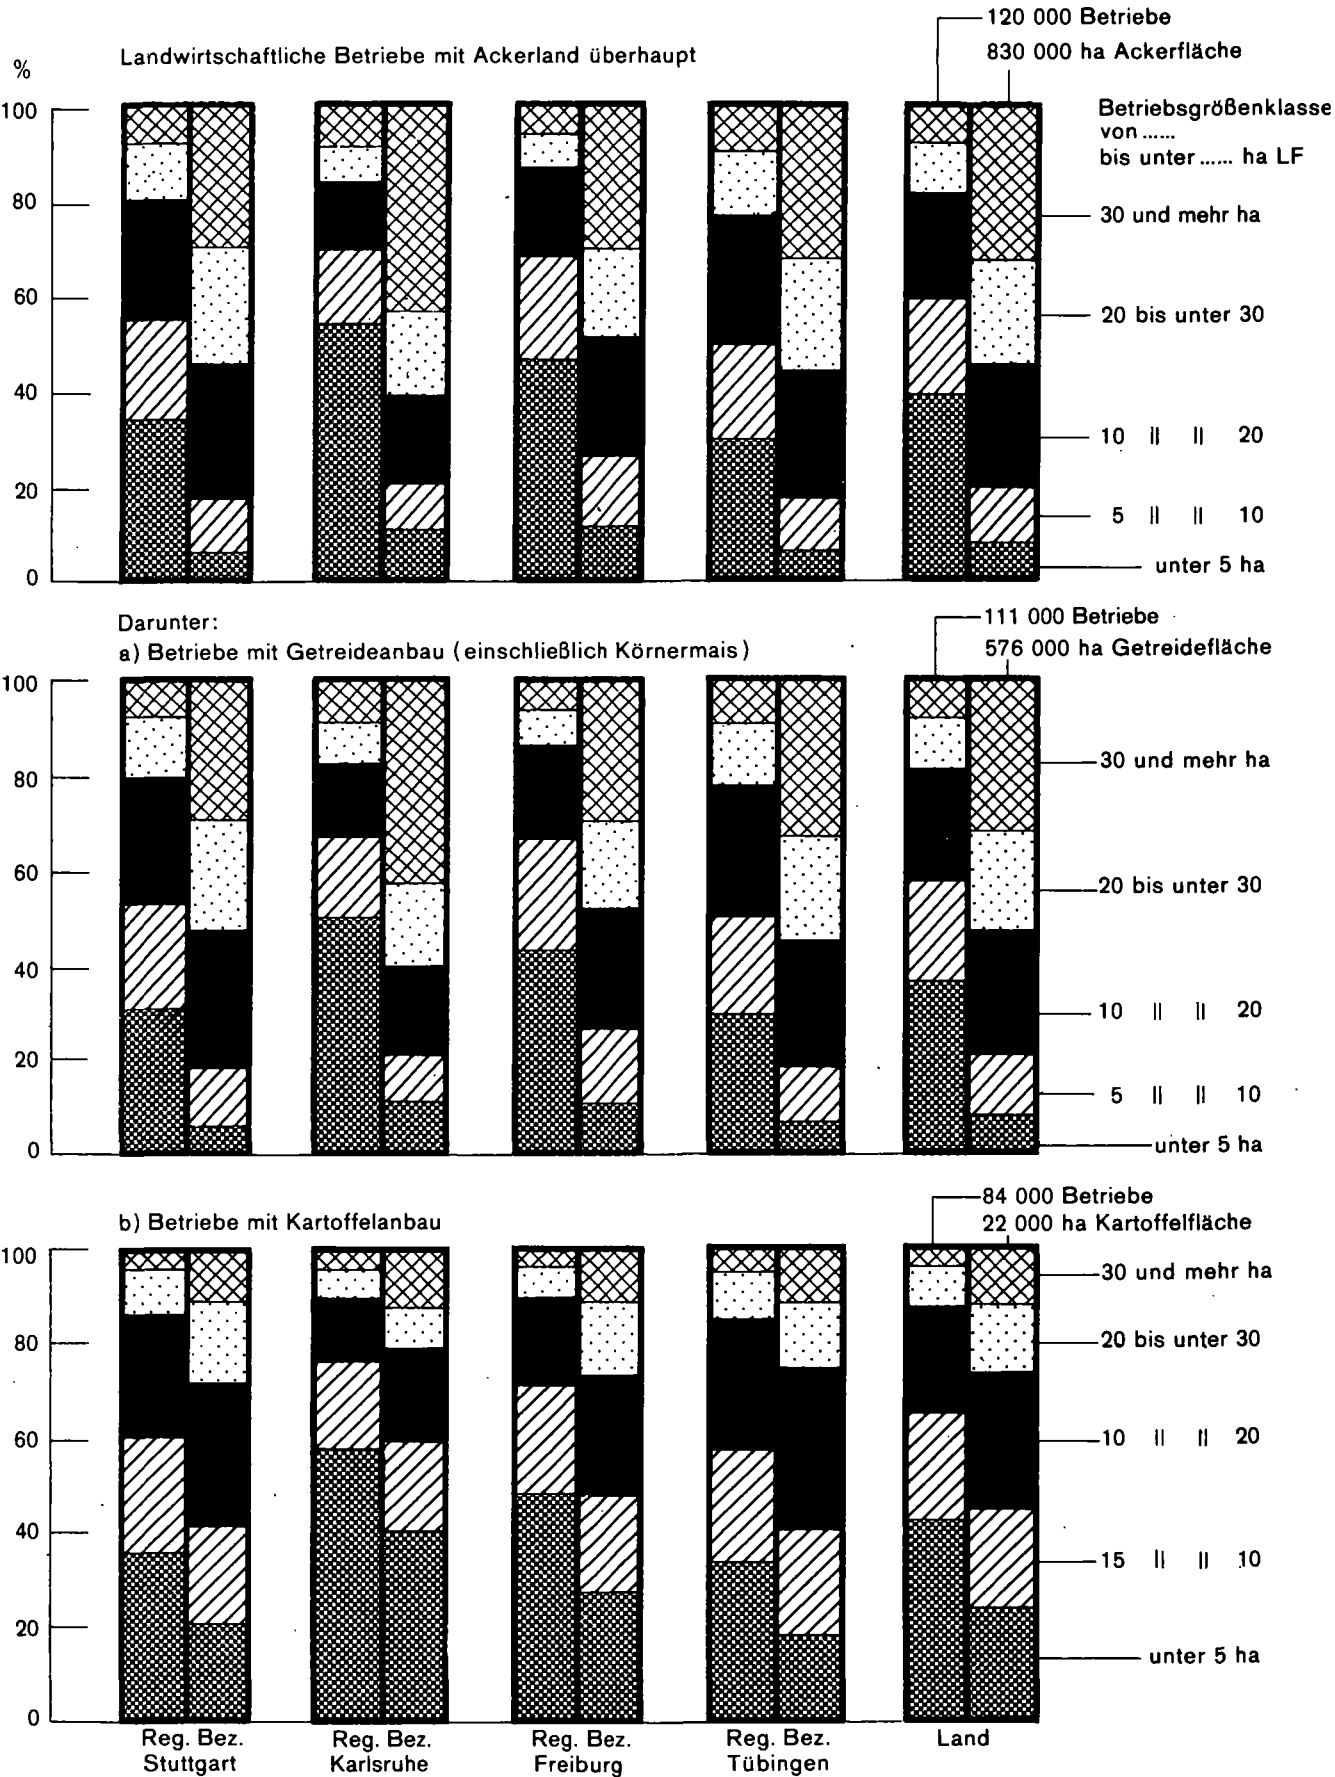 120 000 Betriebe
Landwirtschaftliche Betriebe mit Ackerland überhaupt
830 000 ha Ackerfläche
%
100
80
60
40
20
0
Betriebsgrößenklasse
von ......
bis unter ...... ha LF
30 und mehr ha
20 bis unter 30
10 || || 20
5 || || 10
unter 5 ha
Darunter:
111 000 Betriebe
a) Betriebe mit Getreideanbau (einschließlich Körnermais)
576 000 ha Getreidefläche
100
80
60
40
20
0
30 und mehr ha
20 bis unter 30
10 || || 20
5 || || 10
unter 5 ha
84 000 Betriebe
b) Betriebe mit Kartoffelanbau
22 000 ha Kartoffelfläche
100
80
60
40
20
0
30 und mehr ha
20 bis unter 30
10 || || 20
15 || || 10
unter 5 ha
Reg. Bez.
Stuttgart
Reg. Bez.
Karlsruhe
Reg. Bez.
Freiburg
Reg. Bez.
Tübingen
Land